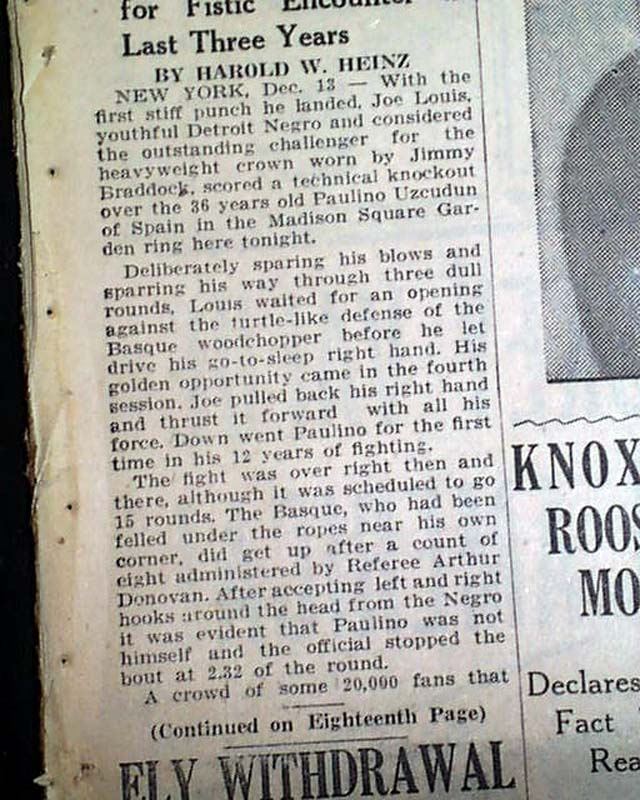 for Fistic Encounter
Last Three Years
BY HAROLD W. HEINZ
NEW YORK, Dec. 13 — With the
first stiff punch he landed, Joe Louis,
youthful Detroit Negro and considered
the outstanding challenger for the
heavyweight crown worn by Jimmy
Braddock, scored a technical knockout
over the 36 years old Paulino Uzcudun
of Spain in the Madison Square Gar-
den ring here tonight.
Deliberately sparing his blows and
sparring his way through three dull
rounds, Louis waited for an opening
against the turtle-like defense of the
Basque woodchopper before he let
drive his go-to-sleep right hand. His
golden opportunity came in the fourth
session. Joe pulled back his right hand
and thrust it forward with all his
force. Down went Paulino for the first
time in his 12 years of fighting.
The fight was over right then and
there, although it was scheduled to go
15 rounds. The Basque, who had been
felled under the ropes near his own
corner, did get up after a count of
eight administered by Referee Arthur
Donovan. After accepting left and right
hooks around the head from the Negro
it was evident that Paulino was not
himself and the official stopped the
bout at 2.32 of the round.
A crowd of some 20,000 fans that
(Continued on Eighteenth Page)
ELY WITHDRAWAL
KNOX
ROOS
MO
Declares
Fact
Rea